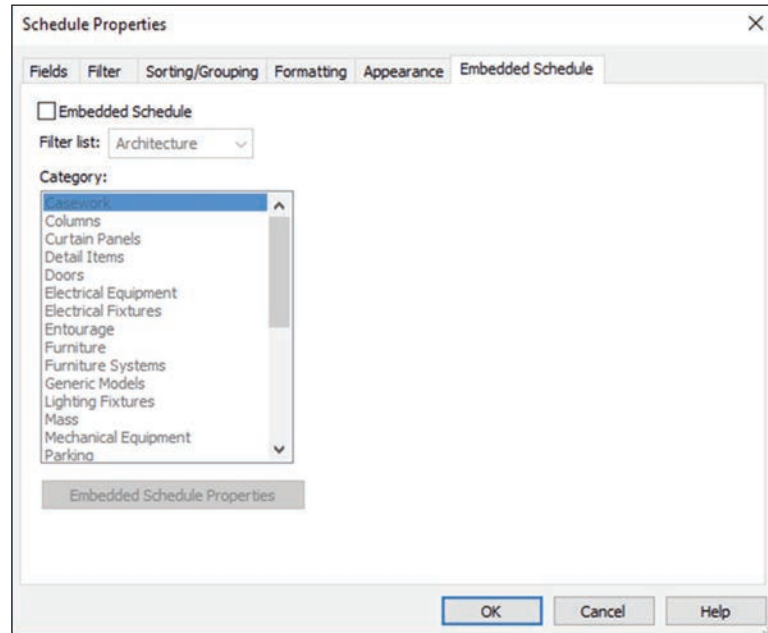 Schedule Properties
Fields Filter Sorting/Grouping Formatting Appearance Embedded Schedule
Embedded Schedule
Filter list: Architecture
Category:
Casework
Columns
Curtain Panels
Detail Items
Doors
Electrical Equipment
Electrical Fixtures
Entourage
Furniture
Furniture Systems
Generic Models
Lighting Fixtures
Mass
Mechanical Equipment
Parking
Embedded Schedule Properties
OK Cancel Help